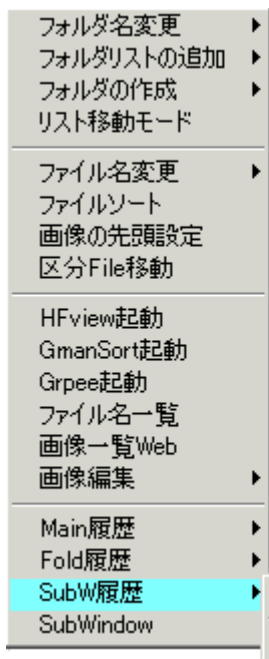 フォルダ名変更
フォルダリストの追加
フォルダの作成
リスト移動モード
ファイル名変更
ファイルソート
画像の先頭設定
区分File移動
HFview起動
GmanSort起動
Grpee起動
ファイル名一覧
画像一覧Web
画像編集
Main履歴
Fold履歴
SubW履歴
SubWindow